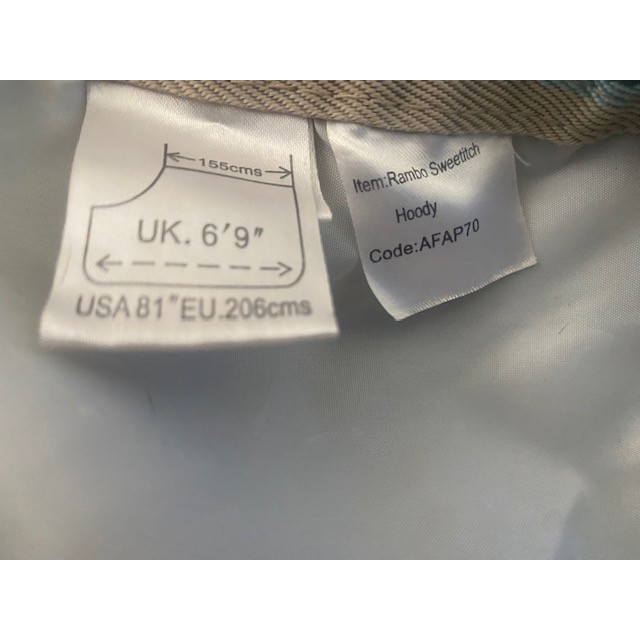 155cms
UK. 6'9"
USA 81" EU.206cms
Item:Rambo Sweetitch
Hoody
Code:AFAP70